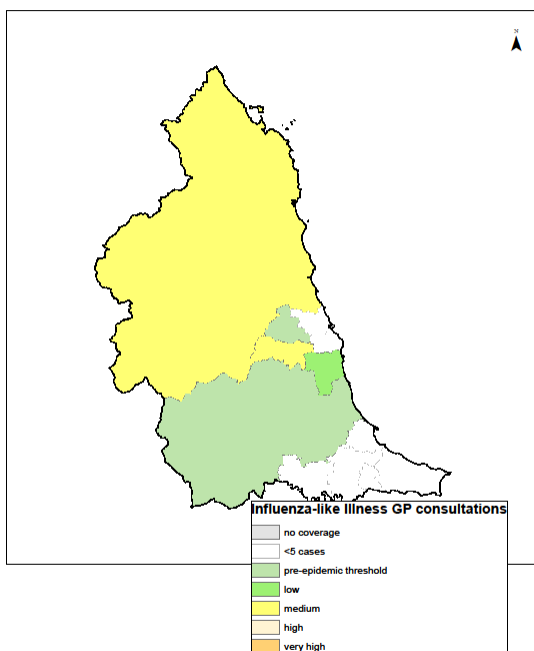 N
Influenza-like Illness GP consultations
no coverage
<5 cases
pre-epidemic threshold
low
medium
high
very high